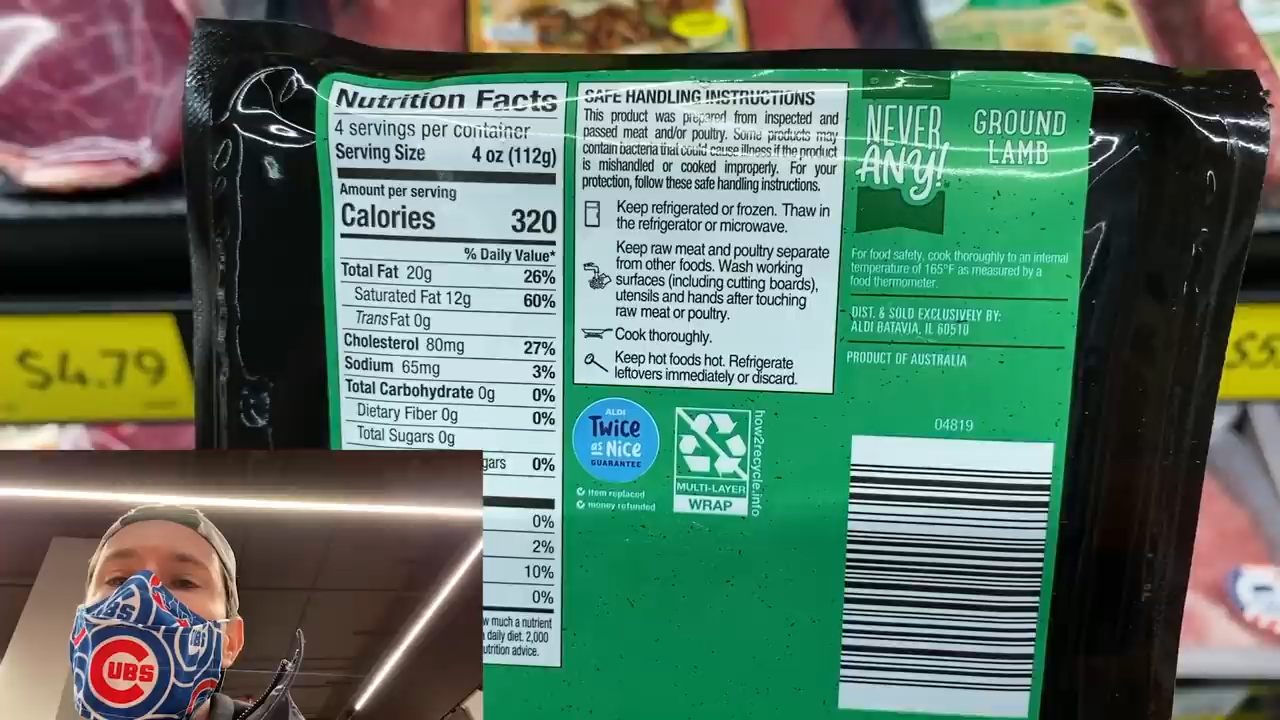 Nutrition Facts
4 servings per container
Serving Size 4 oz (112g)
Amount per serving
Calories 320
% Daily Value*
Total Fat 20g 26%
Saturated Fat 12g 60%
Trans Fat 0g
Cholesterol 80mg 27%
Sodium 65mg 3%
Total Carbohydrate 0g 0%
Dietary Fiber 0g 0%
Total Sugars 0g
gars 0%
0%
2%
10%
0%
w much a nutrient
daily diet. 2,000
utrition advice.
SAFE HANDLING INSTRUCTIONS
This product was prepared from inspected and
passed meat and/or poultry. Some products may
contain bacteria that could cause illness if the product
is mishandled or cooked improperly. For your
protection, follow these safe handling instructions.
Keep refrigerated or frozen. Thaw in
the refrigerator or microwave.
Keep raw meat and poultry separate
from other foods. Wash working
surfaces (including cutting boards),
utensils and hands after touching
raw meat or poultry.
Cook thoroughly.
Keep hot foods hot. Refrigerate
leftovers immediately or discard.
ALDI
Twice
as Nice
GUARANTEE
item replaced
money refunded
MULTI-LAYER
WRAP
how2recycle.info
NEVER
ANY!
GROUND
LAMB
For food safety, cook thoroughly to an internal
temperature of 165°F as measured by a
food thermometer.
DIST. & SOLD EXCLUSIVELY BY:
ALDI BATAVIA, IL 60510
PRODUCT OF AUSTRALIA
04819
$4.79
$5
CUBS